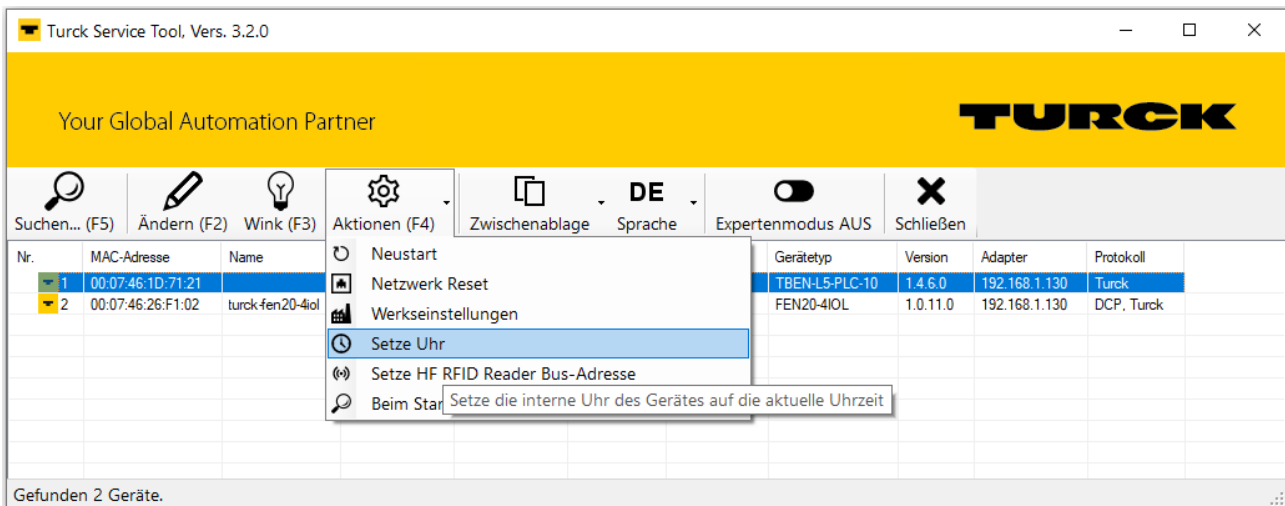 Turck Service Tool, Vers. 3.2.0
Your Global Automation Partner
TURCK
Suchen... (F5) Ändern (F2) Wink (F3) Aktionen (F4) Zwischenablage DE Sprache Expertenmodus AUS Schließen
Nr. MAC-Adresse Name Gerätetyp Version Adapter Protokoll
1 00:07:46:1D:71:21 TBEN-L5-PLC-10 1.4.6.0 192.168.1.130 Turck
2 00:07:46:26:F1:02 turck-fen20-4iol FEN20-4IOL 1.0.11.0 192.168.1.130 DCP, Turck
Neustart
Netzwerk Reset
Werkseinstellungen
Setze Uhr
Setze HF RFID Reader Bus-Adresse
Beim Star
Setze die interne Uhr des Gerätes auf die aktuelle Uhrzeit
Gefunden 2 Geräte.